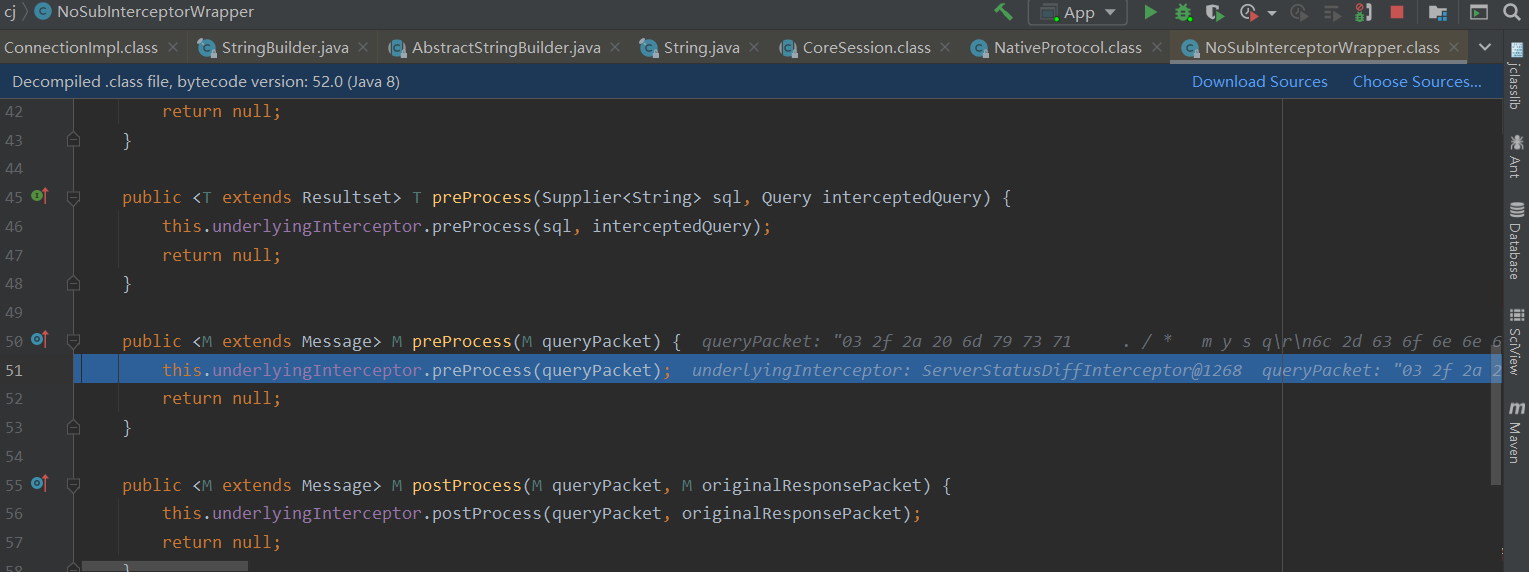 cj NoSubInterceptorWrapper App
ConnectionImpl.class StringBuilder.java AbstractStringBuilder.java String.java CoreSession.class NativeProtocol.class NoSubInterceptorWrapper.class
Decompiled .class file, bytecode version: 52.0 (Java 8) Download Sources Choose Sources...
42 return null;
43 }
44
45 public <T extends Resultset> T preProcess(Supplier<String> sql, Query interceptedQuery) {
46 this.underlyingInterceptor.preProcess(sql, interceptedQuery);
47 return null;
48 }
49
50 public <M extends Message> M preProcess(M queryPacket) { queryPacket: "03 2f 2a 20 6d 79 73 71 . / * m y s q\r\n6c 2d 63 6f 6e 6e 6
51 this.underlyingInterceptor.preProcess(queryPacket); underlyingInterceptor: ServerStatusDiffInterceptor@1268 queryPacket: "03 2f 2a 2
52 return null;
53 }
54
55 public <M extends Message> M postProcess(M queryPacket, M originalResponsePacket) {
56 this.underlyingInterceptor.postProcess(queryPacket, originalResponsePacket);
57 return null;
58 }
jclasslib
Ant
Database
SciView
Maven